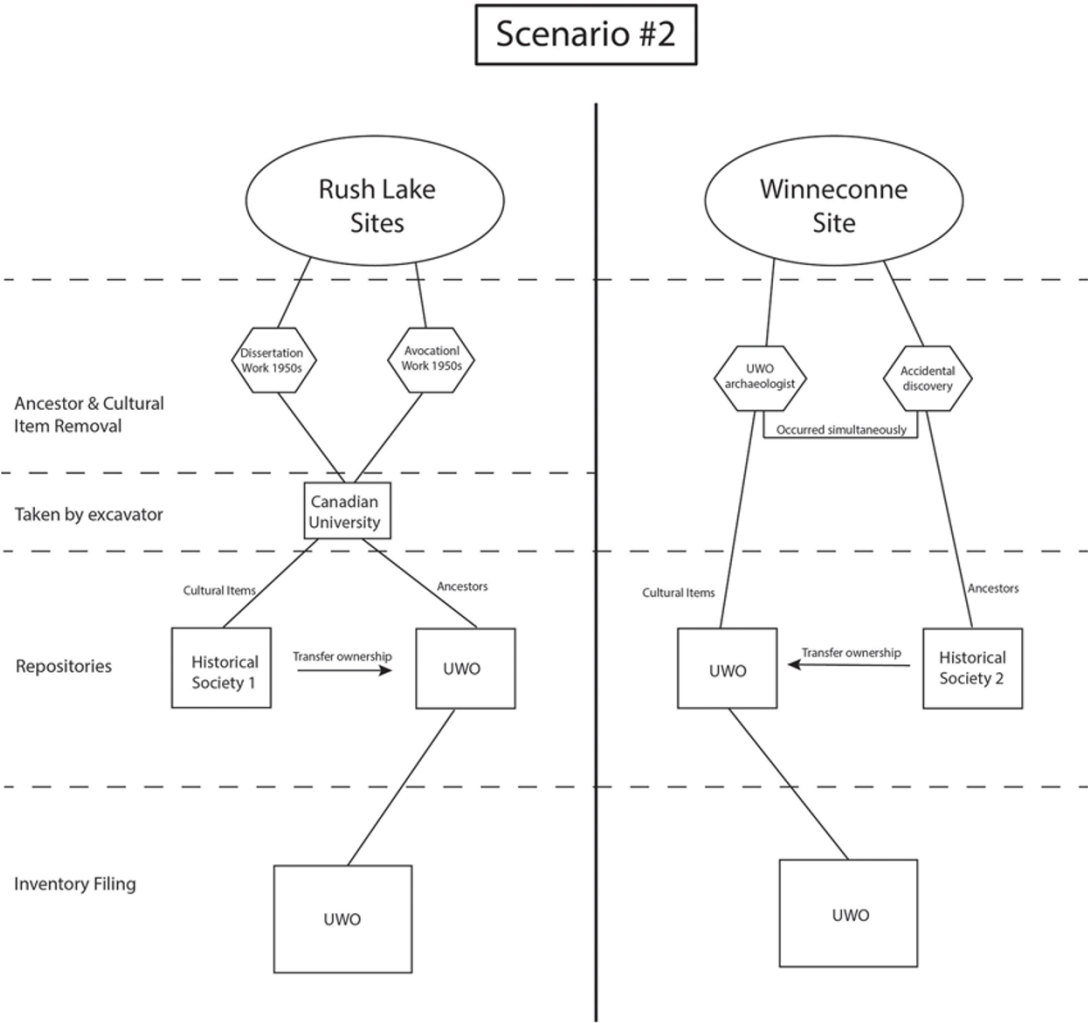 Scenario #2
Rush Lake
Sites
Winneconne
Site
Dissertation
Work 1950s
Avocationl
Work 1950s
UWO
archaeologist
Accidental
discovery
Ancestor & Cultural
Item Removal
Occurred simultaneously
Taken by excavator
Canadian
University
Cultural Items
Ancestors
Cultural Items
Ancestors
Repositories
Historical
Society 1
Transfer ownership
UWO
UWO
Transfer ownership
Historical
Society 2
Inventory Filing
UWO
UWO